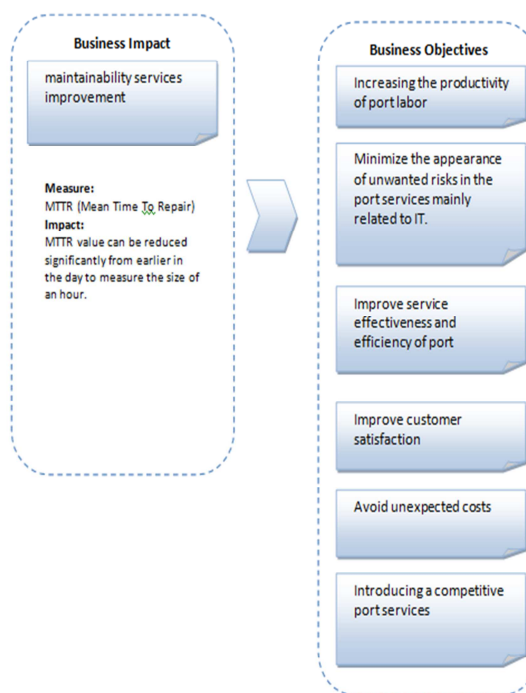 Business Impact
maintainability services
improvement
Measure:
MTTR (Mean Time To Repair)
Impact:
MTTR value can be reduced
significantly from earlier in
the day to measure the size of
an hour.
Business Objectives
Increasing the productivity
of port labor
Minimize the appearance
of unwanted risks in the
port services mainly
related to IT.
Improve service
effectiveness and
efficiency of port
Improve customer
satisfaction
Avoid unexpected costs
Introducing a competitive
port services